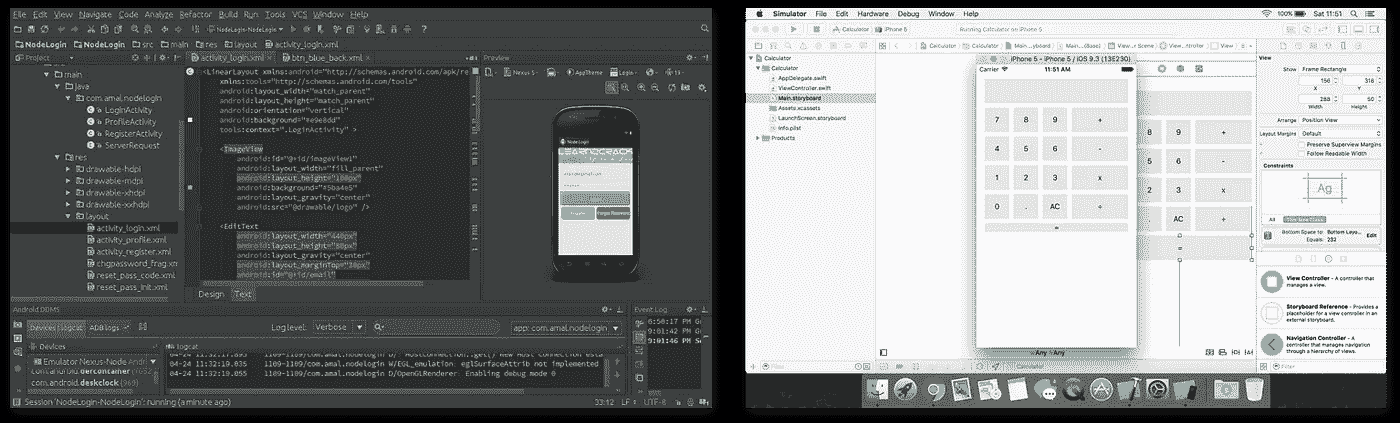 File Edit View Navigate Code Analyze Refactor Build Run Tools VCS Window Help
NodeLogin-NodeLogin
NodeLogin NodeLogin src main res layout activity_login.xml
Project
main
java
com.amal.nodelogin
LoginActivity
ProfileActivity
RegisterActivity
ServerRequest
res
drawable-hdpi
drawable-mdpi
drawable-xhdpi
drawable-xxhdpi
layout
activity_login.xml
activity_profile.xml
activity_register.xml
chgpassword_frag.xm
reset_pass_code.xml
reset_pass_init.xml
activity_login.xml btn_blue_back.xml
<LinearLayout xmlns:android="http://schemas.android.com/apk/re
xmlns:tools="http://schemas.android.com/tools"
android:layout_width="match_parent"
android:layout_height="match_parent"
android:orientation="vertical"
android:background="#e9e8dd"
tools:context=".LoginActivity" >
<ImageView
android:id="@+id/imageView1"
android:layout_width="fill_parent"
android:layout_height="100px"
android:background="#5ba4e5"
android:layout_gravity="center"
android:src="@drawable/logo" />
<EditText
android:layout_width="440px"
android:layout_height="80px"
android:layout_gravity="center"
android:layout_marginTop="30px"
android:id="@+id/email"
Design Text
Preview
Nexus AppTheme Login
NodeLogin
Forgot Password
Android DDMS
Devices | logcat ADB logs
Log level: Verbose
app: com.amal.nodelogin
Devices logcat
Emulator Nexus-Node Andr
com.android.deskclock (969)
04-24 11:32:19.035 1109-1109/com.amal.nodelogin W/EGL_emulation: eglSurfaceAttrib not implemented
04-24 11:32:19.055 1109-1109/com.amal.nodelogin D/OpenGLRenderer: Enabling debug mode 0
Event Log
6:50:17 PM
9:01:42 PM
9:01:46 PM
Session 'NodeLogin-NodeLogin': running (a minute ago)
33:12 LF UTF-8
Simulator File Edit Hardware Debug Window Help
100% Sat 11:51
Calculator iPhone 5
Running Calculator on iPhone 5
Calculator
Calculator
AppDelegate.swift
ViewController.swift
Main.storyboard
Assets.xcassets
LaunchScreen.storyboard
Info.plist
Products
iPhone 5 - iPhone 5 / iOS 9.3 (13E230)
Carrier 11:51 AM
7 8 9 +
4 5 6 -
1 2 3 x
0 . AC ÷
=
8 9 +
5 6 -
2 3 x
AC ÷
=
Any Any
View
Show Frame Rectangle
156 316
X Y
288 50
Width Height
Arrange Position View
Layout Margins Default
Preserve Superview Margins
Follow Readable Width
Constraints
Ag
All This Size Class
Bottom Space to: Bottom Layo...
Equals: 232
Edit
View Controller - A controller that manages a view.
Storyboard Reference - Provides a placeholder for a view controller in an external storyboard.
Navigation Controller - A controller that manages navigation through a hierarchy of views.
Filter